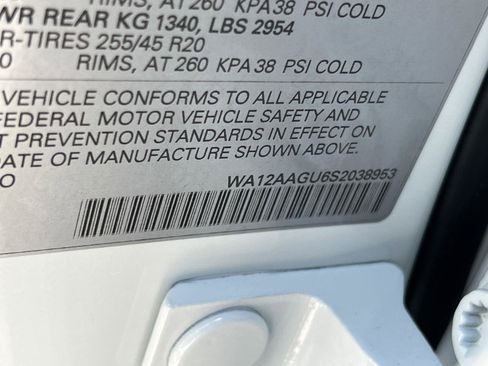 RIMS, AT 260 KPA 38 PSI COLD
WR REAR KG 1340, LBS 2954
R-TIRES 255/45 R20
0 RIMS, AT 260 KPA 38 PSI COLD
VEHICLE CONFORMS TO ALL APPLICABLE
FEDERAL MOTOR VEHICLE SAFETY AND
T PREVENTION STANDARDS IN EFFECT ON
DATE OF MANUFACTURE SHOWN ABOVE.
O WA12AAGU6S2038953